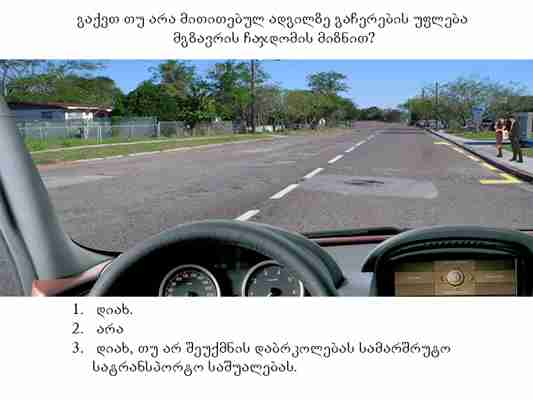 გაქვთ თუ არა მითითებულ ადგილზე გაჩერების უფლება
მგზავრის ჩაჯდომის მიზნით?
1. დიახ.
2. არა
3. დიახ, თუ არ შეუქმნის დაბრკოლებას სამარშრუტო
სატრანსპორტო საშუალებას.